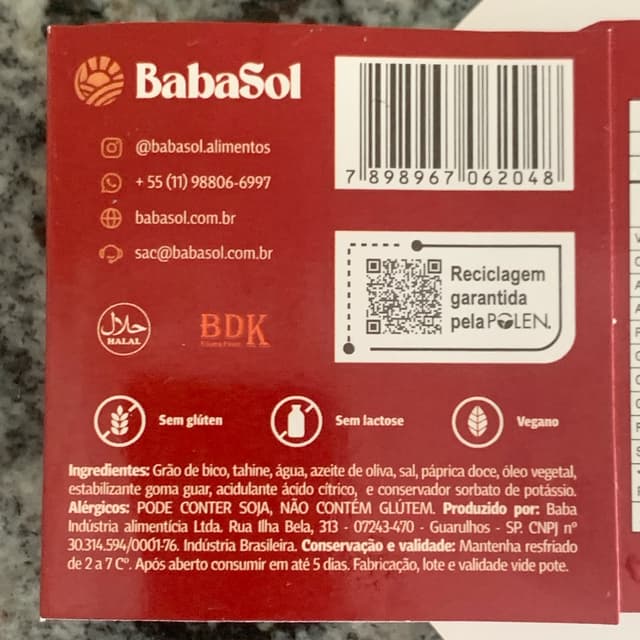 BabaSol
@babasol.alimentos
+ 55 (11) 98806-6997
babasol.com.br
sac@babasol.com.br
7 898967 062048
Reciclagem
garantida
pela POLEN.
حلال
HALAL
BDK
Sem glúten
Sem lactose
Vegano
Ingredientes: Grão de bico, tahine, água, azeite de oliva, sal, páprica doce, óleo vegetal,
estabilizante goma guar, acidulante ácido cítrico, e conservador sorbato de potássio.
Alérgicos: PODE CONTER SOJA, NÃO CONTÉM GLÚTEM. Produzido por: Baba
Indústria alimentícia Ltda. Rua Ilha Bela, 313 - 07243-470 - Guarulhos - SP. CNPJ nº
30.314.594/0001-76. Indústria Brasileira. Conservação e validade: Mantenha resfriado
de 2 a 7 Cº. Após aberto consumir em até 5 dias. Fabricação, lote e validade vide pote.